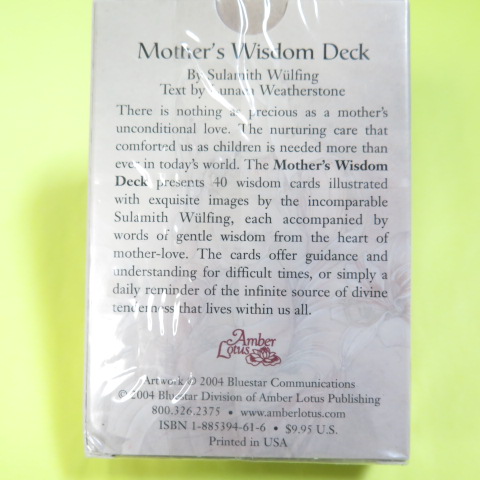 Mother's Wisdom Deck
By Sulamith Wülfing
Text by Lunaea Weatherstone
There is nothing as precious as a mother's
unconditional love. The nurturing care that
comforted us as children is needed more than
ever in today's world. The Mother's Wisdom
Deck presents 40 wisdom cards illustrated
with exquisite images by the incomparable
Sulamith Wülfing, each accompanied by
words of gentle wisdom from the heart of
mother-love. The cards offer guidance and
understanding for difficult times, or simply a
daily reminder of the infinite source of divine
tenderness that lives within us all.
Amber
Lotus
Artwork © 2004 Bluestar Communications
© 2004 Bluestar Division of Amber Lotus Publishing
800.326.2375 • www.amberlotus.com
ISBN 1-885394-61-6 • $9.95 U.S.
Printed in USA